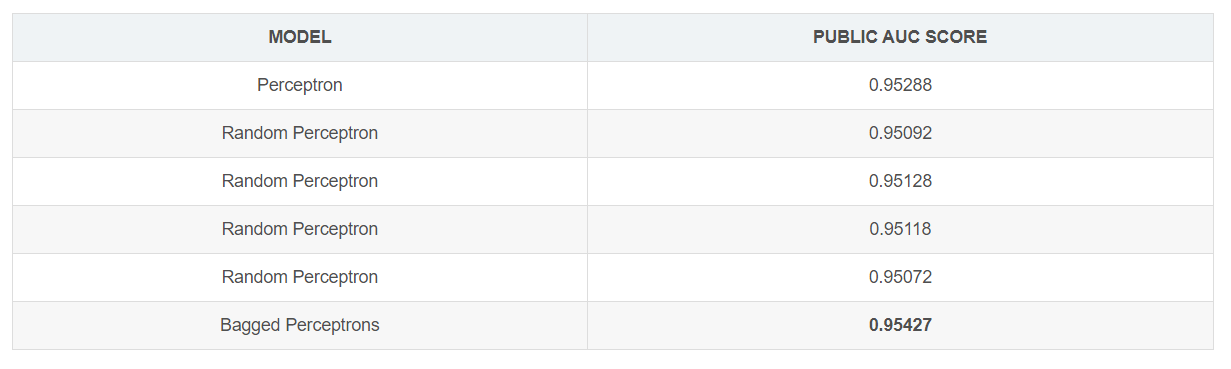 MODEL PUBLIC AUC SCORE
Perceptron 0.95288
Random Perceptron 0.95092
Random Perceptron 0.95128
Random Perceptron 0.95118
Random Perceptron 0.95072
Bagged Perceptrons 0.95427